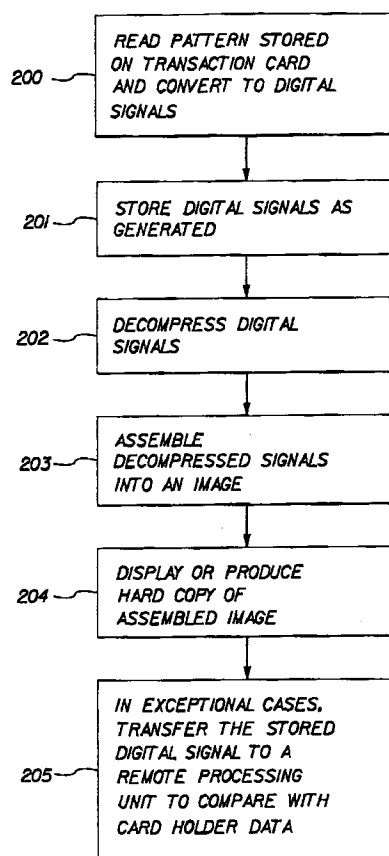 READ PATTERN STORED
ON TRANSACTION CARD
AND CONVERT TO DIGITAL
SIGNALS
200
STORE DIGITAL SIGNALS AS
GENERATED
201
DECOMPRESS DIGITAL
SIGNALS
202
ASSEMBLE
DECOMPRESSED SIGNALS
INTO AN IMAGE
203
DISPLAY OR PRODUCE
HARD COPY OF
ASSEMBLED IMAGE
204
IN EXCEPTIONAL CASES,
TRANSFER THE STORED
DIGITAL SIGNAL TO A
REMOTE PROCESSING
UNIT TO COMPARE WITH
CARD HOLDER DATA
205